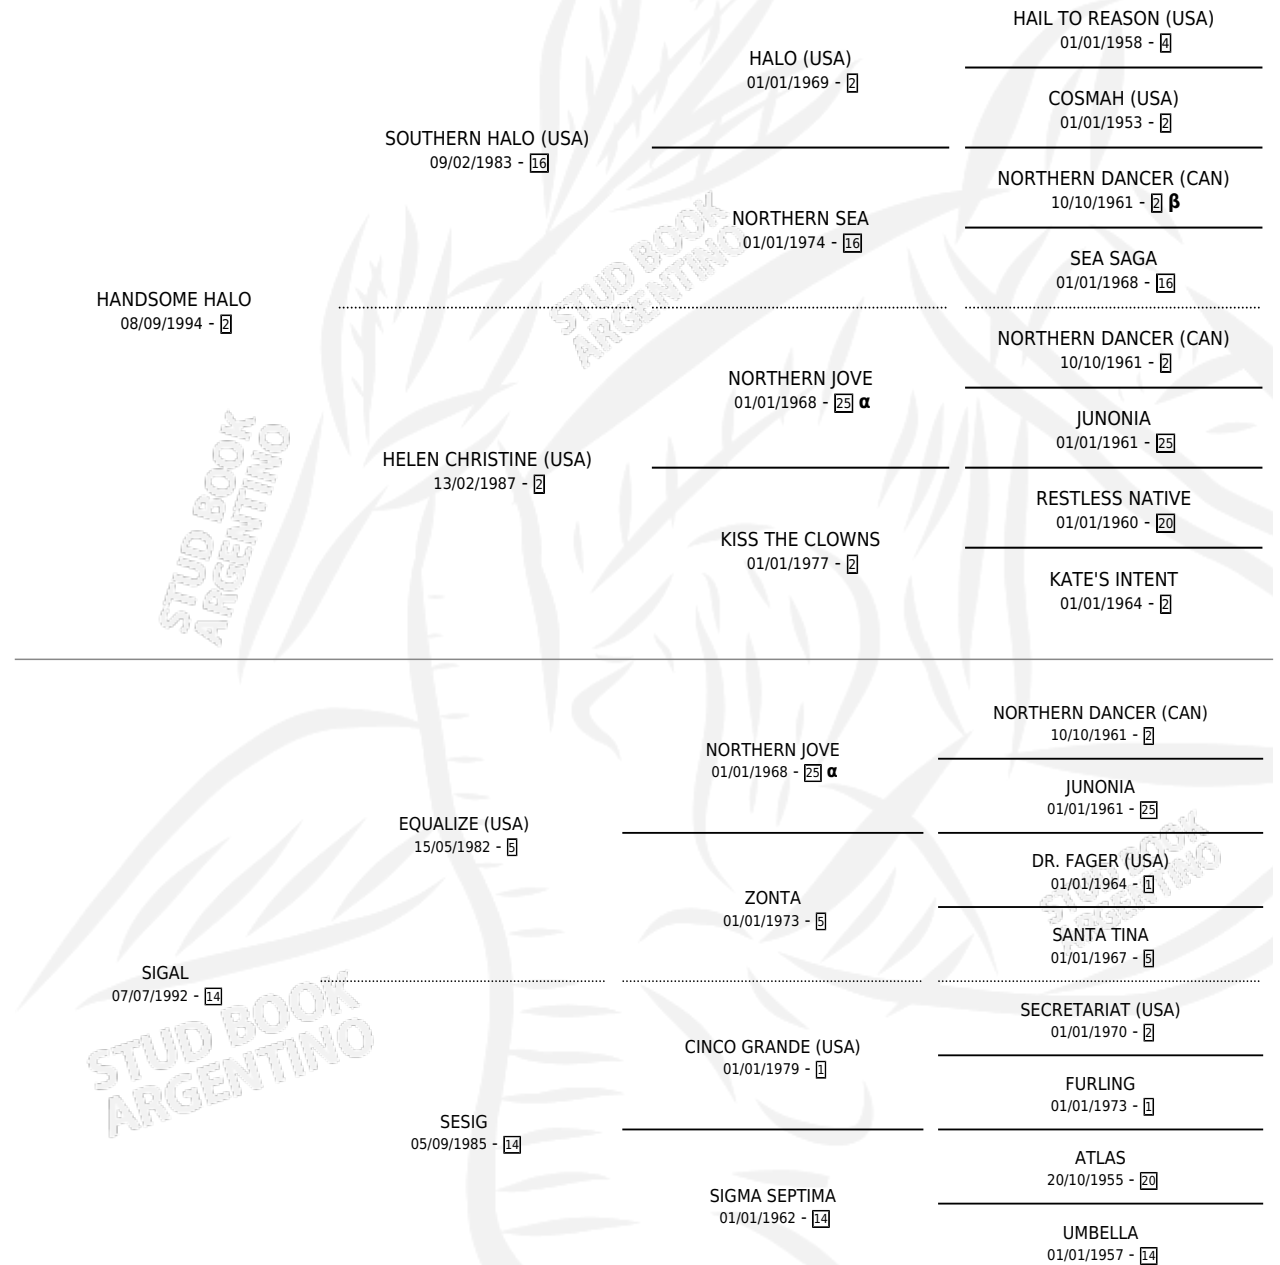 HAIL TO REASON (USA)
01/01/1958 - 4
HALO (USA)
01/01/1969 - 2
COSMAH (USA)
01/01/1953 - 2
SOUTHERN HALO (USA)
09/02/1983 - 16
NORTHERN DANCER (CAN)
10/10/1961 - 2 β
NORTHERN SEA
01/01/1974 - 16
SEA SAGA
01/01/1968 - 16
HANDSOME HALO
08/09/1994 - 2
NORTHERN DANCER (CAN)
10/10/1961 - 2
NORTHERN JOVE
01/01/1968 - 25 α
JUNONIA
01/01/1961 - 25
HELEN CHRISTINE (USA)
13/02/1987 - 2
RESTLESS NATIVE
01/01/1960 - 20
KISS THE CLOWNS
01/01/1977 - 2
KATE'S INTENT
01/01/1964 - 2
NORTHERN DANCER (CAN)
10/10/1961 - 2
NORTHERN JOVE
01/01/1968 - 25 α
JUNONIA
01/01/1961 - 25
EQUALIZE (USA)
15/05/1982 - 5
DR. FAGER (USA)
01/01/1964 - 1
ZONTA
01/01/1973 - 5
SANTA TINA
01/01/1967 - 5
SIGAL
07/07/1992 - 14
SECRETARIAT (USA)
01/01/1970 - 2
CINCO GRANDE (USA)
01/01/1979 - 1
FURLING
01/01/1973 - 1
SESIG
05/09/1985 - 14
ATLAS
20/10/1955 - 20
SIGMA SEPTIMA
01/01/1962 - 14
UMBELLA
01/01/1957 - 14
STUD BOOK
ARGENTINO
STUD BOOK
ARGENTINO
STUD BOOK
ARGENTINO
STUD BOOK
ARGENTINO